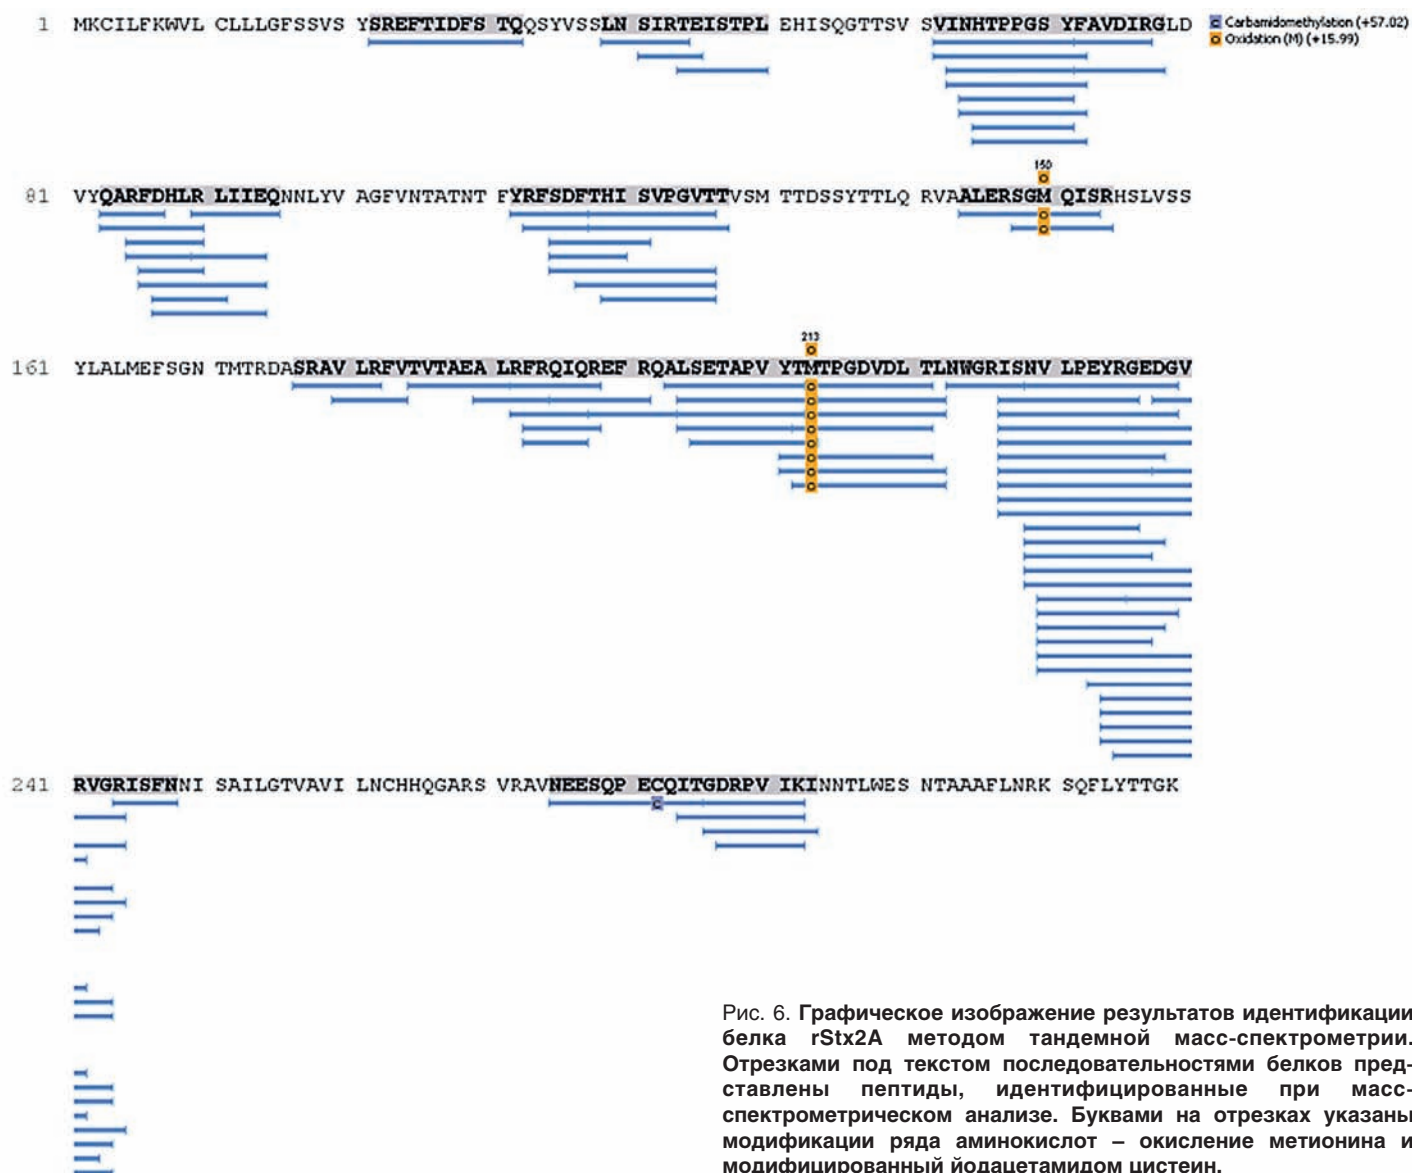 1 MKCILFKWVL CLLLGFSSVS YSREFTIDFS TQQSYVSSLN SIRTEISTPL EHISQGTTSV SVINHTPPGS YFAVDIRGLD
C Carbamidomethylation (+57.02)
O Oxidation (M) (+15.99)
150
O
81 VYQARFDHLR LIIEQNNLYV AGFVNTATNT FYRFSDFTHI SVPGVTTVSM TTDSSYTTLQ RVAALERSGM QISRHSLVSS
O
O
213
O
161 YLALMEFSGN TMTRDASRAV LRFVTVTAEA LRFRQIQREF RQALSETAPV YTMTPGDVDL TLNWGRISNV LPEYRGEDGV
O
O
O
O
O
O
O
O
241 RVGRISFNNI SAILGTVAVI LNCHHQGARS VRAVNEESQP ECQITGDRPV IKINNTLWES NTAAAFLNRK SQFLYTTGK
C
Рис. 6. Графическое изображение результатов идентификации
белка rStx2A методом тандемной масс-спектрометрии.
Отрезками под текстом последовательностями белков пред-
ставлены пептиды, идентифицированные при масс-
спектрометрическом анализе. Буквами на отрезках указаны
модификации ряда аминокислот – окисление метионина и
модифицированный йодацетамидом цистеин.